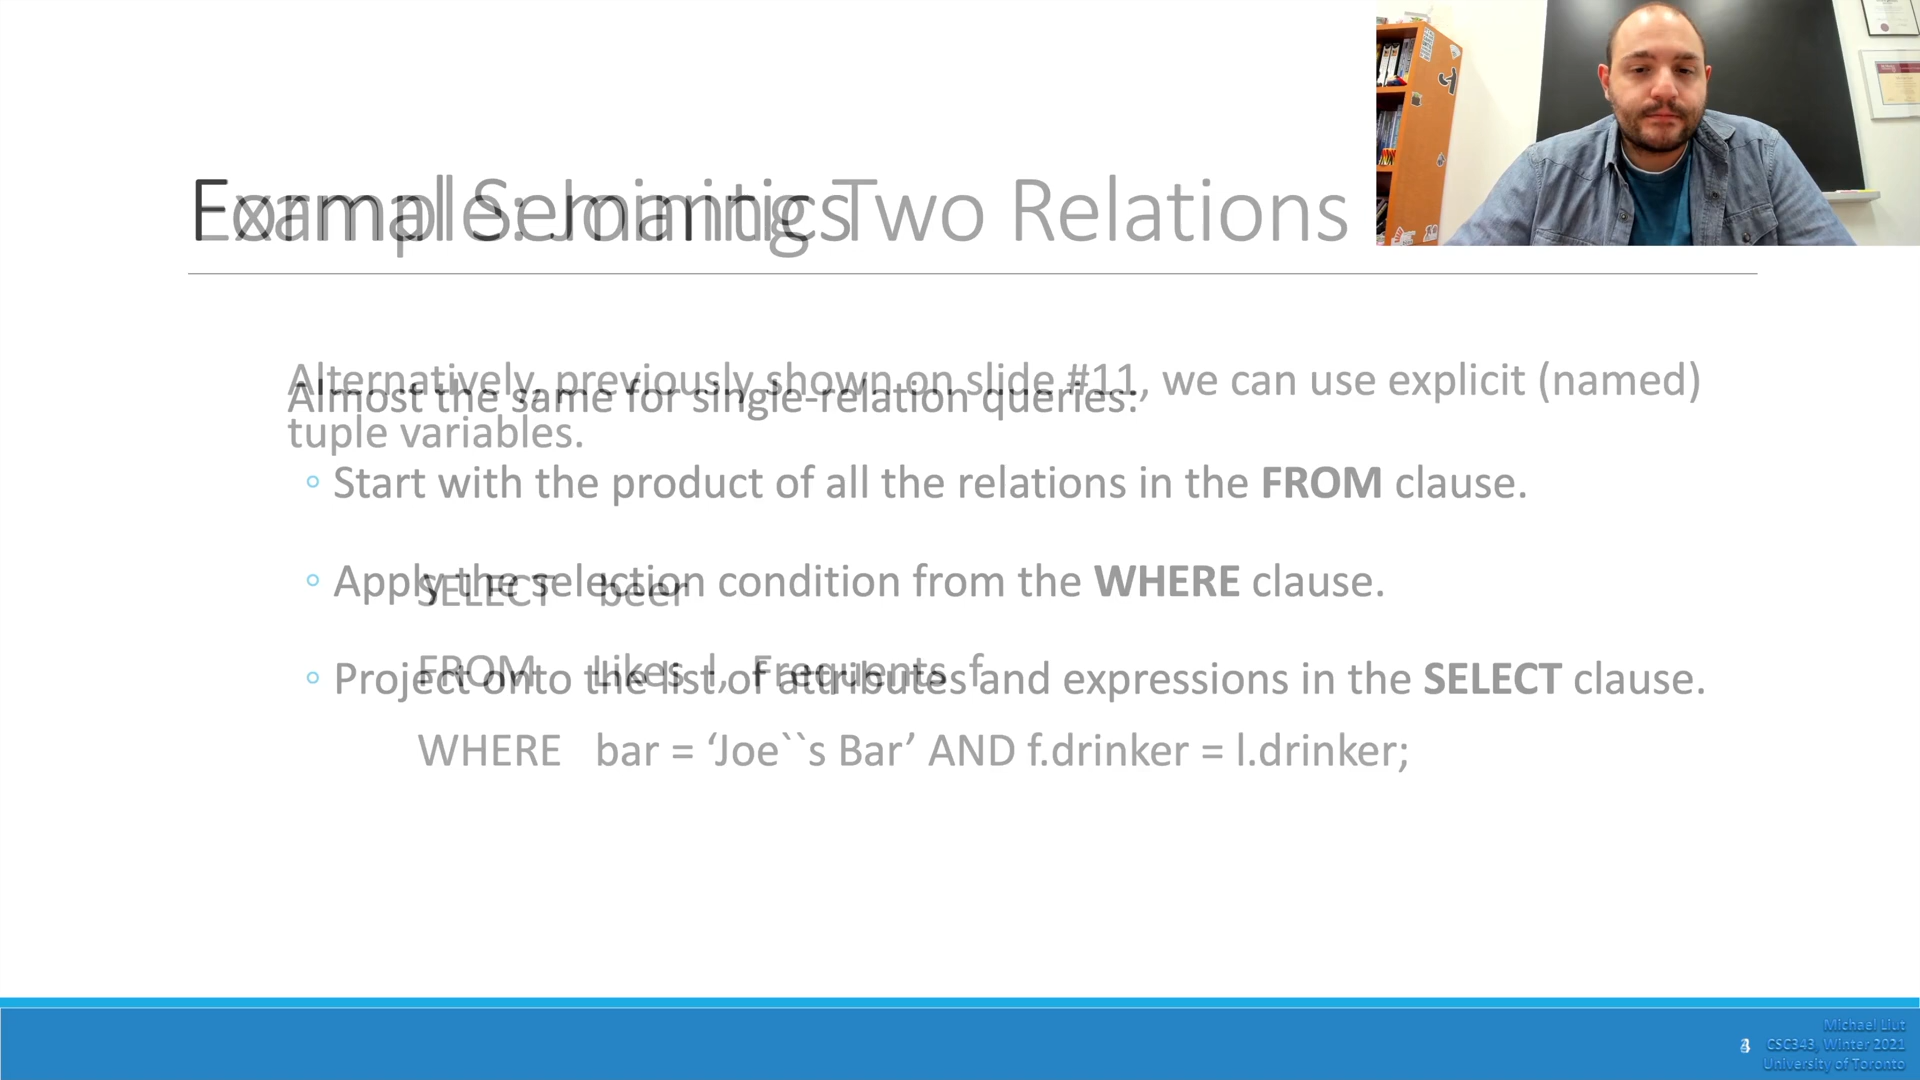 Example: Joining Two Relations
Formal Semantics
Alternatively, previously shown on slide #11, we can use explicit (named)
tuple variables.
Almost the same for single-relation queries:
◦ Start with the product of all the relations in the FROM clause.
◦ Apply the selection condition from the WHERE clause.
◦ Project onto the list of attributes and expressions in the SELECT clause.
SELECT beer
FROM Likes l, Frequents f
WHERE bar = ‘Joe``s Bar’ AND f.drinker = l.drinker;
Michael Liut
CSC343, Winter 2021
University of Toronto